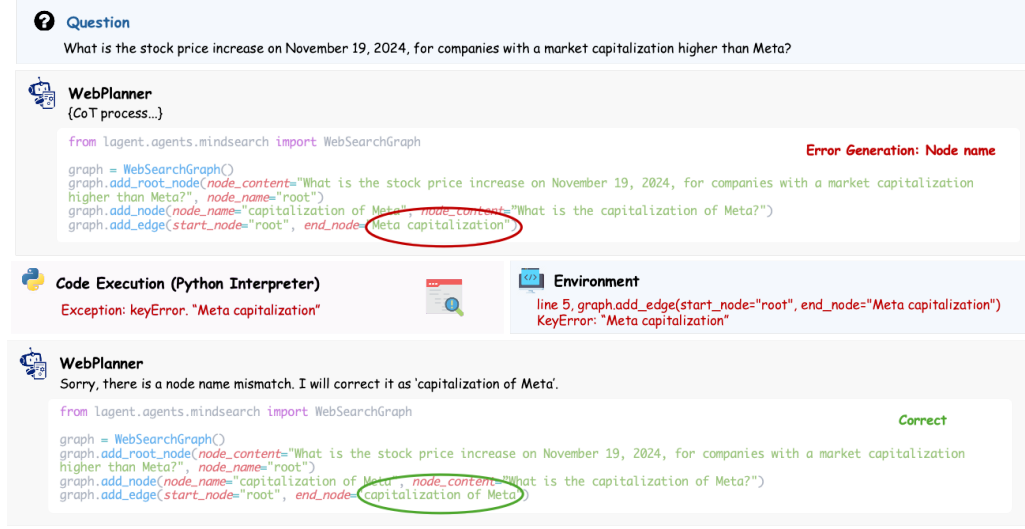 ? Question
What is the stock price increase on November 19, 2024, for companies with a market capitalization higher than Meta?
WebPlanner
{CoT process...}
from lagent.agents.mindsearch import WebSearchGraph
Error Generation: Node name
graph = WebSearchGraph()
graph.add_root_node(node_content="What is the stock price increase on November 19, 2024, for companies with a market capitalization
higher than Meta?", node_name="root")
graph.add_node(node_name="capitalization of Meta", node_content="What is the capitalization of Meta?")
graph.add_edge(start_node="root", end_node="Meta capitalization")
Code Execution (Python Interpreter)
Exception: keyError. “Meta capitalization”
</>
Environment
line 5, graph.add_edge(start_node="root", end_node="Meta capitalization")
KeyError: “Meta capitalization”
WebPlanner
Sorry, there is a node name mismatch. I will correct it as ‘capitalization of Meta’.
from lagent.agents.mindsearch import WebSearchGraph
Correct
graph = WebSearchGraph()
graph.add_root_node(node_content="What is the stock price increase on November 19, 2024, for companies with a market capitalization
higher than Meta?", node_name="root")
graph.add_node(node_name="capitalization of Meta", node_content="What is the capitalization of Meta?")
graph.add_edge(start_node="root", end_node="capitalization of Meta")